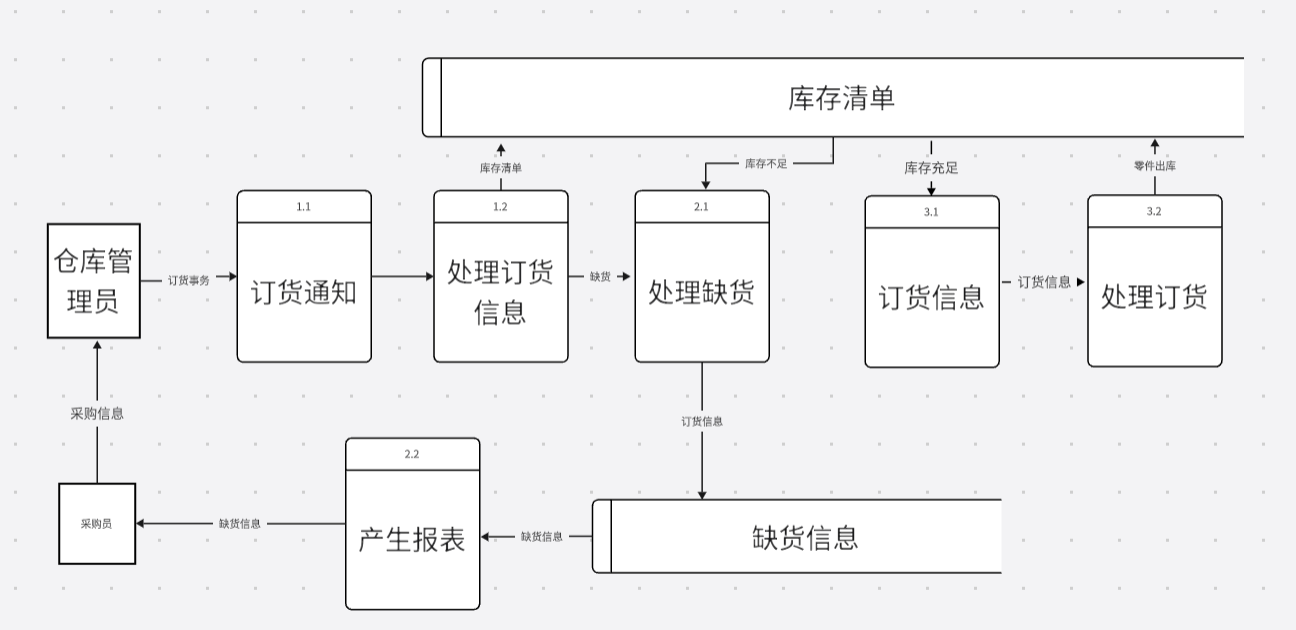 库存清单
库存清单
库存不足
库存充足
零件出库
1.1
1.2
2.1
3.1
3.2
仓库管
理员
订货事务
订货通知
处理订货
信息
缺货
处理缺货
订货信息
订货信息
处理订货
采购信息
订货信息
2.2
采购员
缺货信息
产生报表
缺货信息
缺货信息